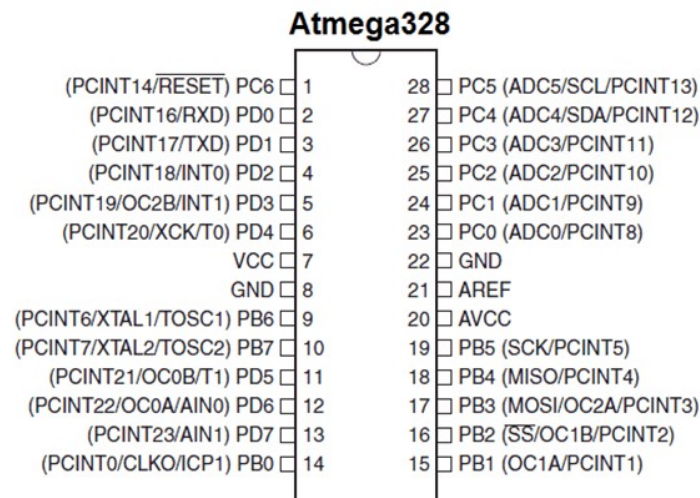 Atmega328
(PCINT14/RESET) PC6 1 28 PC5 (ADC5/SCL/PCINT13)
(PCINT16/RXD) PD0 2 27 PC4 (ADC4/SDA/PCINT12)
(PCINT17/TXD) PD1 3 26 PC3 (ADC3/PCINT11)
(PCINT18/INT0) PD2 4 25 PC2 (ADC2/PCINT10)
(PCINT19/OC2B/INT1) PD3 5 24 PC1 (ADC1/PCINT9)
(PCINT20/XCK/T0) PD4 6 23 PC0 (ADC0/PCINT8)
VCC 7 22 GND
GND 8 21 AREF
(PCINT6/XTAL1/TOSC1) PB6 9 20 AVCC
(PCINT7/XTAL2/TOSC2) PB7 10 19 PB5 (SCK/PCINT5)
(PCINT21/OC0B/T1) PD5 11 18 PB4 (MISO/PCINT4)
(PCINT22/OC0A/AIN0) PD6 12 17 PB3 (MOSI/OC2A/PCINT3)
(PCINT23/AIN1) PD7 13 16 PB2 (SS/OC1B/PCINT2)
(PCINT0/CLKO/ICP1) PB0 14 15 PB1 (OC1A/PCINT1)